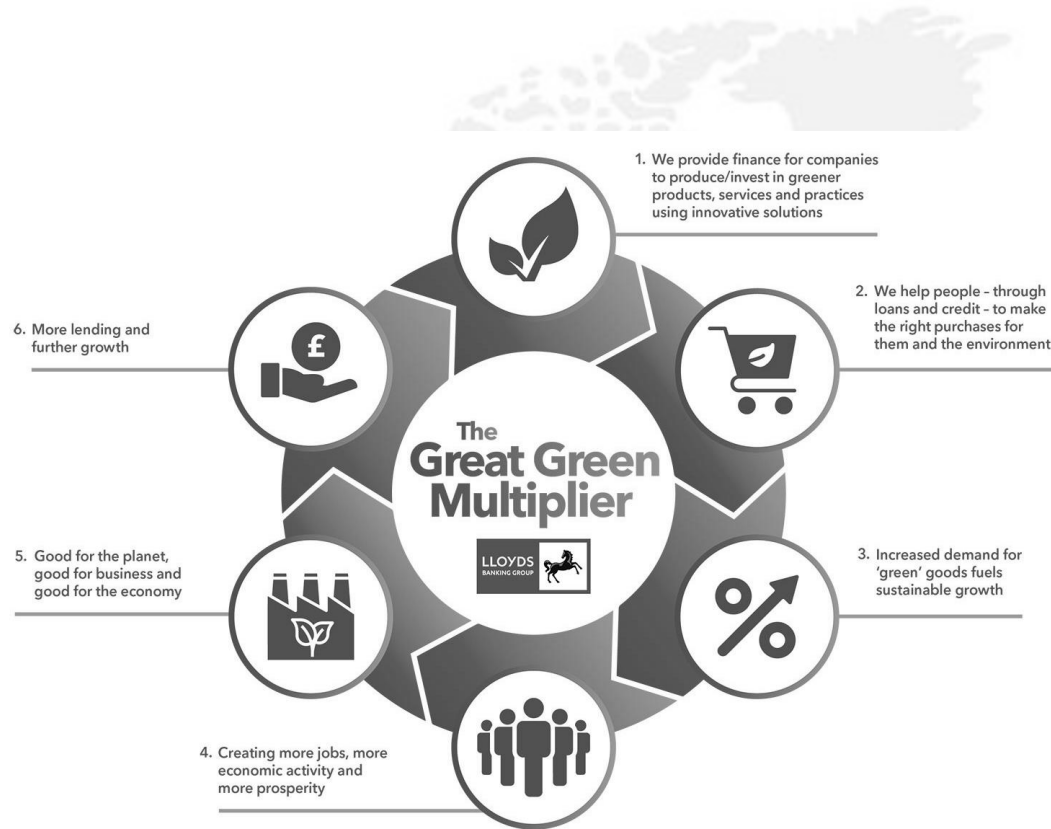 1. We provide finance for companies
to produce/invest in greener
products, services and practices
using innovative solutions
2. We help people – through
loans and credit – to make
the right purchases for
them and the environment
3. Increased demand for
‘green’ goods fuels
sustainable growth
4. Creating more jobs, more
economic activity and
more prosperity
5. Good for the planet,
good for business and
good for the economy
6. More lending and
further growth
£
The
Great Green
Multiplier
LLOYDS
BANKING GROUP